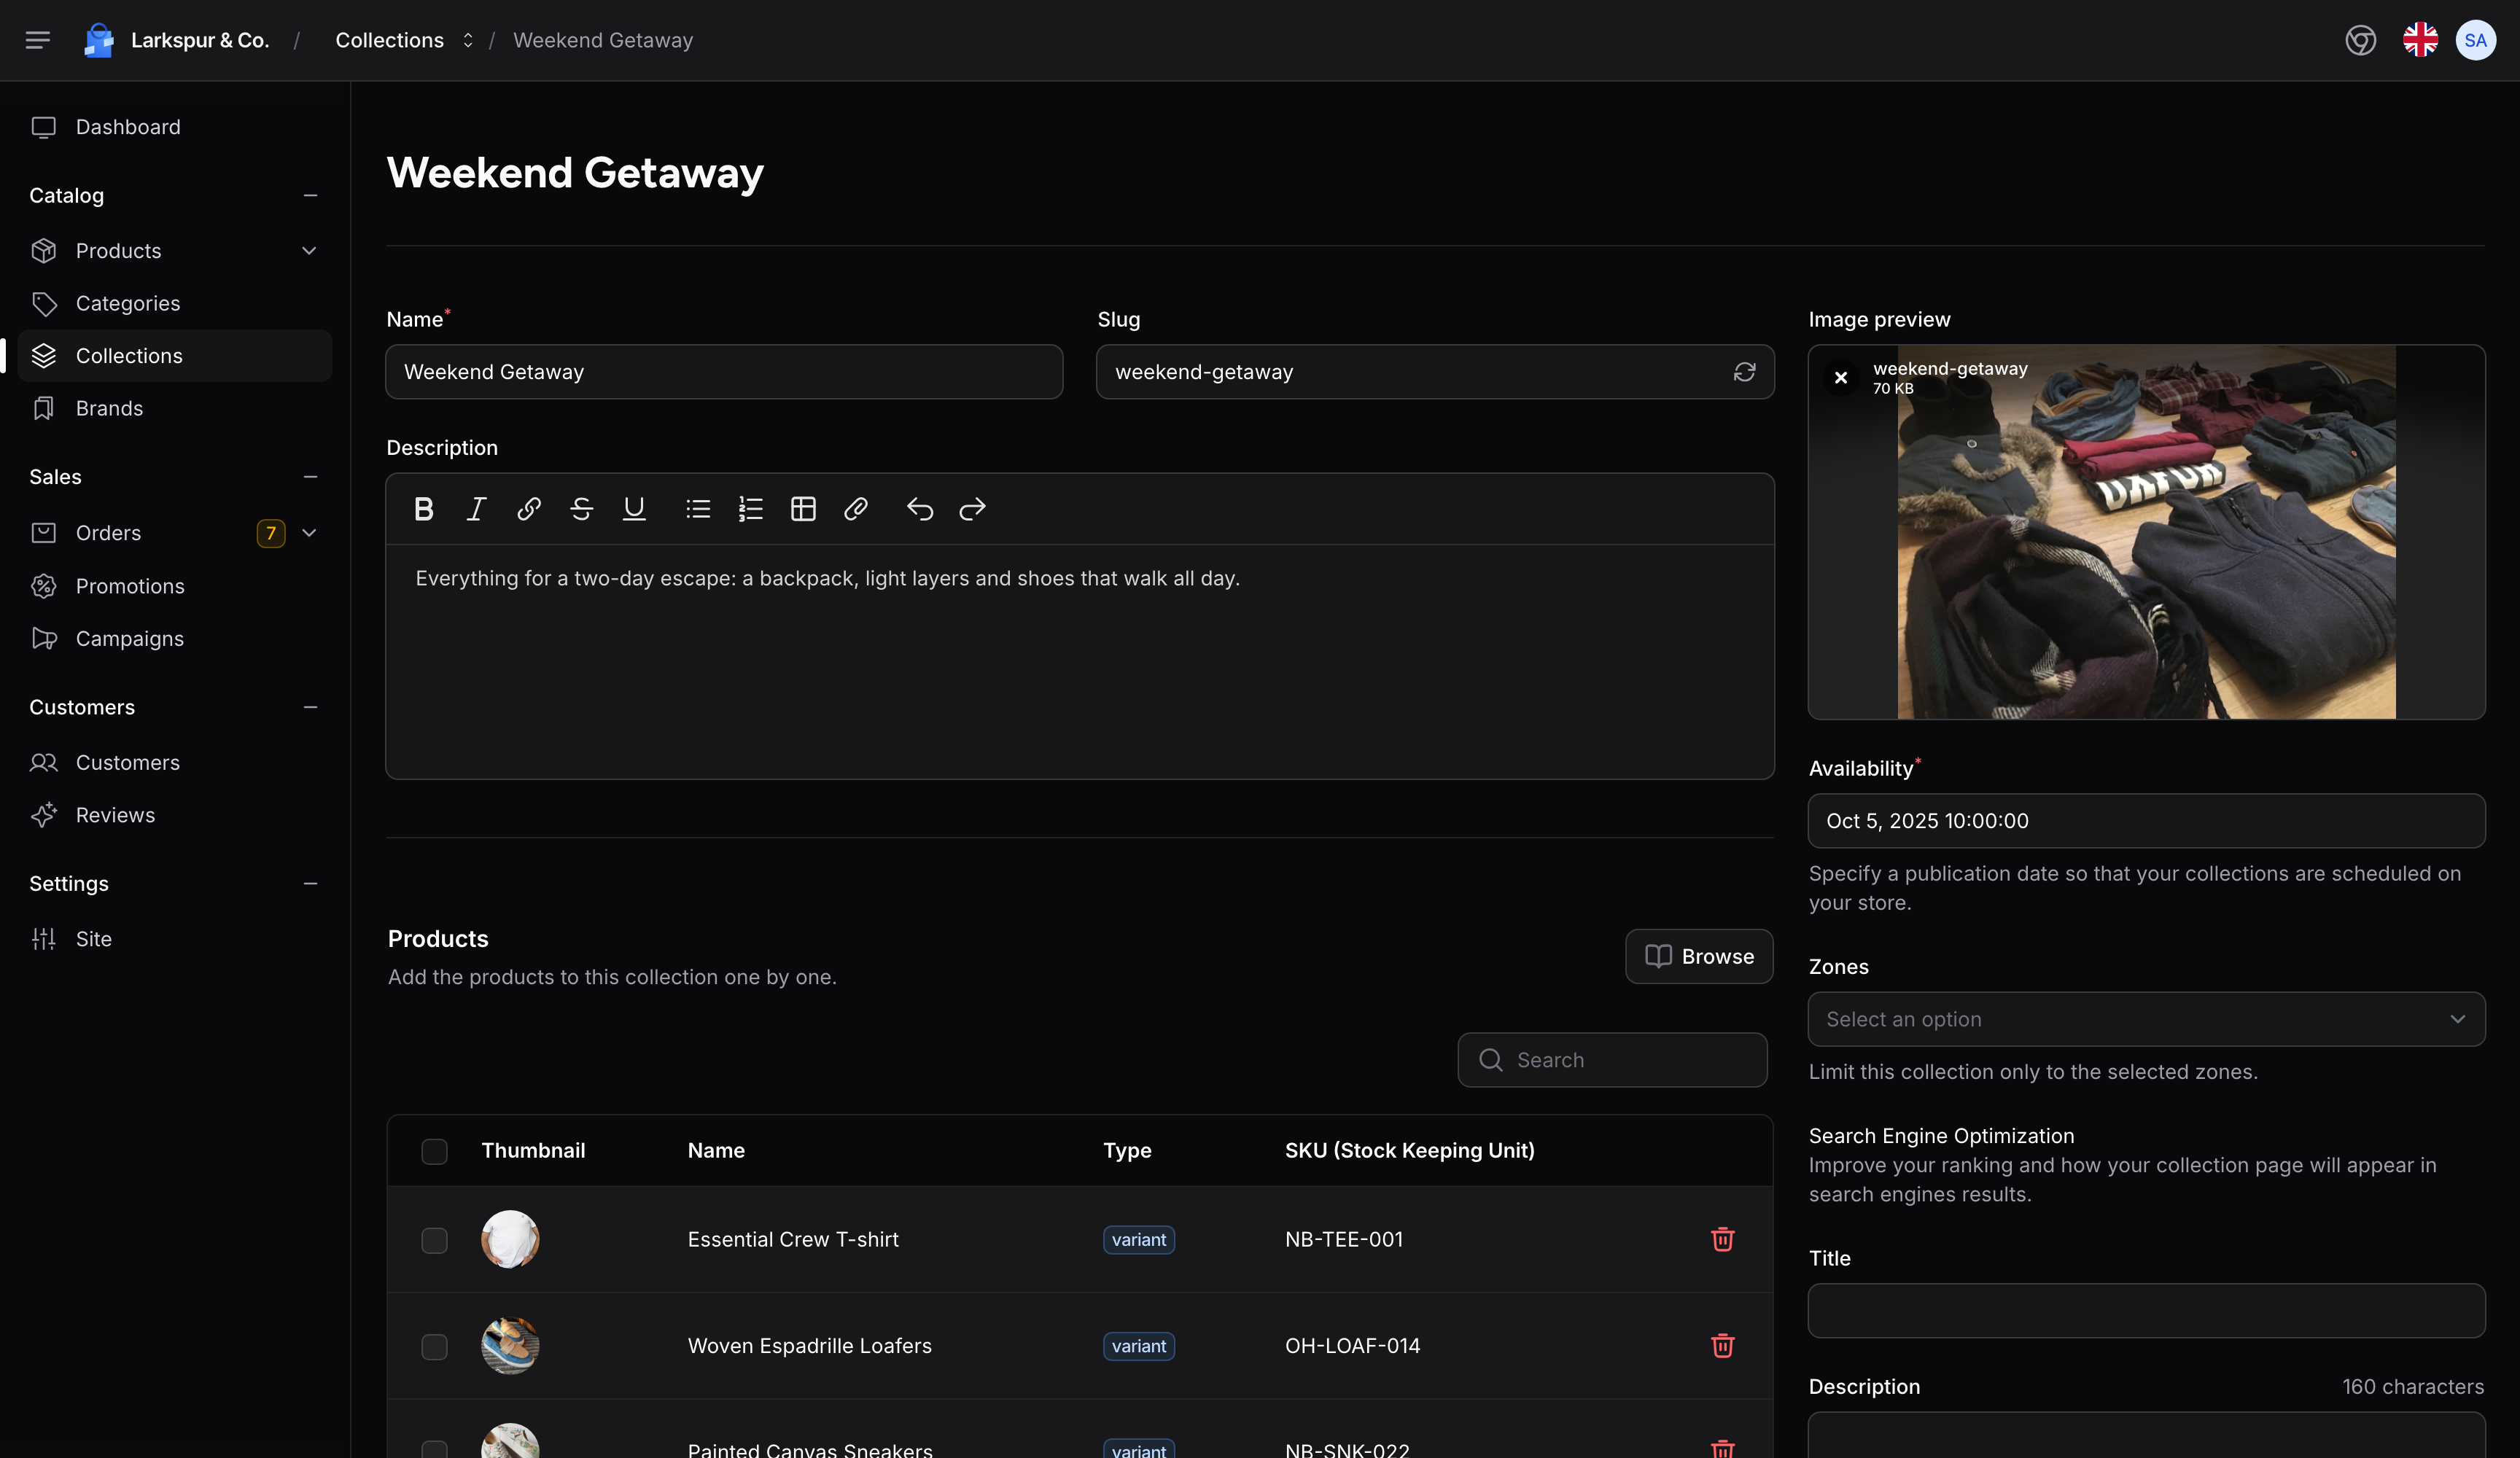 Larkspur & Co. / Collections / Weekend Getaway
SA
Dashboard
Catalog
Products
Categories
Collections
Brands
Sales
Orders 7
Promotions
Campaigns
Customers
Customers
Reviews
Settings
Site
Weekend Getaway
Name*
Weekend Getaway
Slug
weekend-getaway
Description
Everything for a two-day escape: a backpack, light layers and shoes that walk all day.
Products
Add the products to this collection one by one.
Browse
Search
Thumbnail Name Type SKU (Stock Keeping Unit)
Essential Crew T-shirt variant NB-TEE-001
Woven Espadrille Loafers variant OH-LOAF-014
Painted Canvas Sneakers variant NB-SNK-022
Image preview
weekend-getaway
70 KB
Availability*
Oct 5, 2025 10:00:00
Specify a publication date so that your collections are scheduled on
your store.
Zones
Select an option
Limit this collection only to the selected zones.
Search Engine Optimization
Improve your ranking and how your collection page will appear in
search engines results.
Title
Description 160 characters